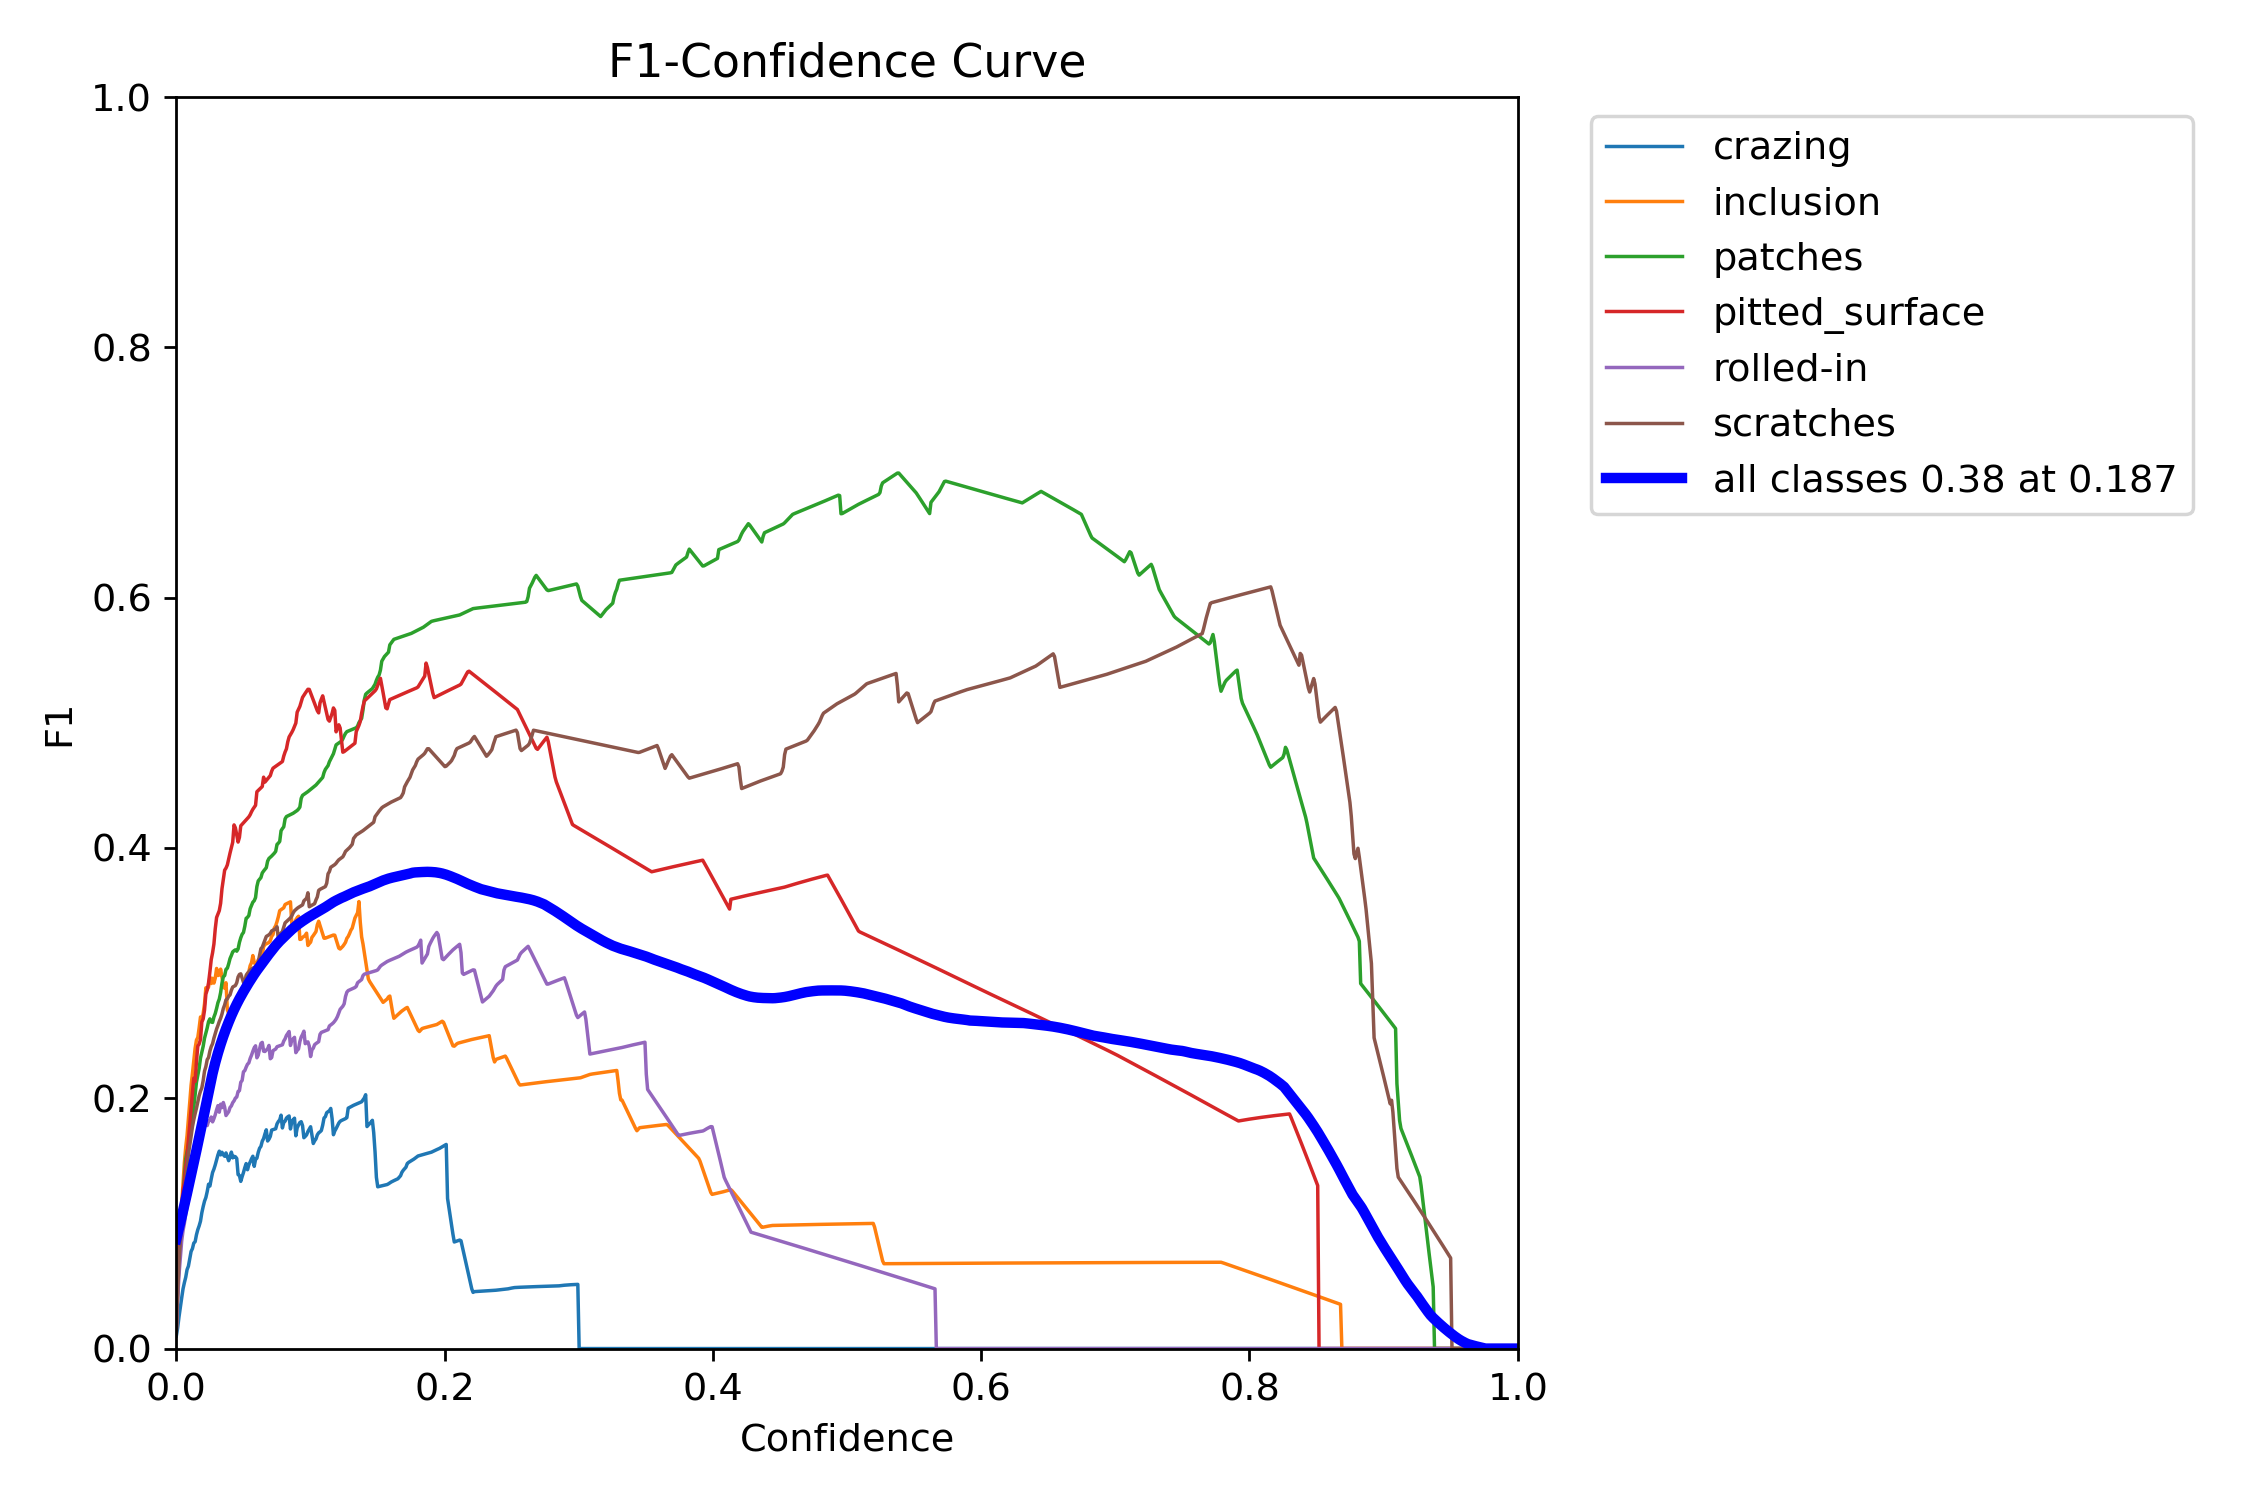 F1-Confidence Curve
1.0
0.8
0.6
0.4
0.2
0.0
F1
0.0 0.2 0.4 0.6 0.8 1.0
Confidence
crazing
inclusion
patches
pitted_surface
rolled-in
scratches
all classes 0.38 at 0.187